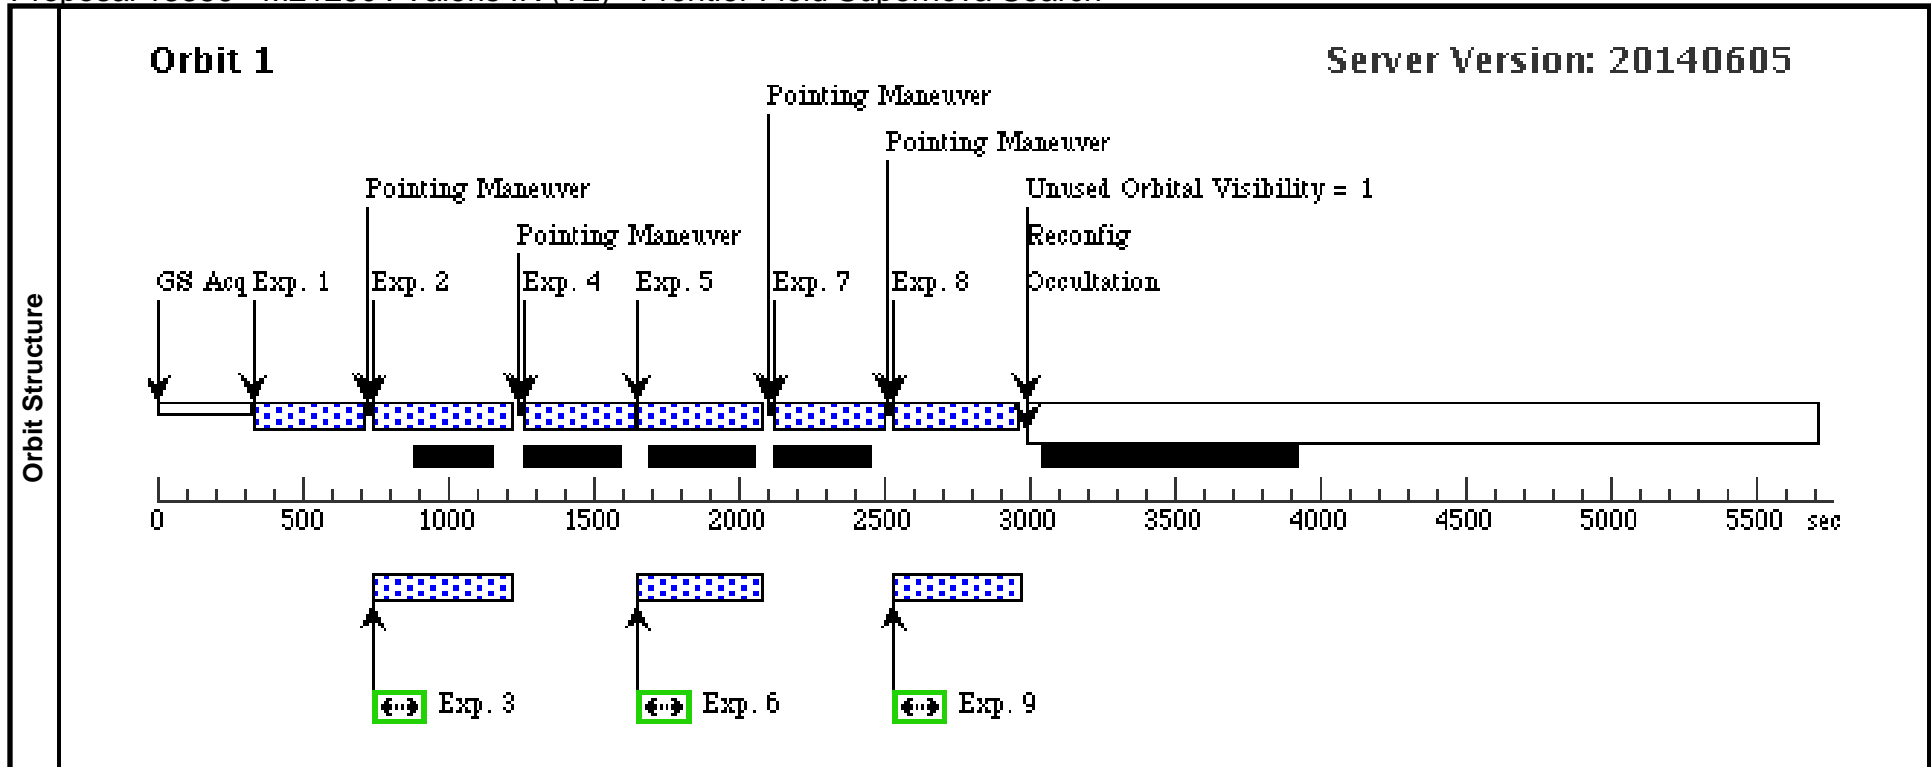 Orbit 1
Server Version: 20140605
Pointing Maneuver
Pointing Maneuver
Pointing Maneuver
Unused Orbital Visibility = 1
Pointing Maneuver
Reconfig
GS Acq
Exp. 1
Exp. 2
Exp. 4
Exp. 5
Exp. 7
Exp. 8
Occultation
Orbit Structure
0 500 1000 1500 2000 2500 3000 3500 4000 4500 5000 5500 sec
Exp. 3
Exp. 6
Exp. 9